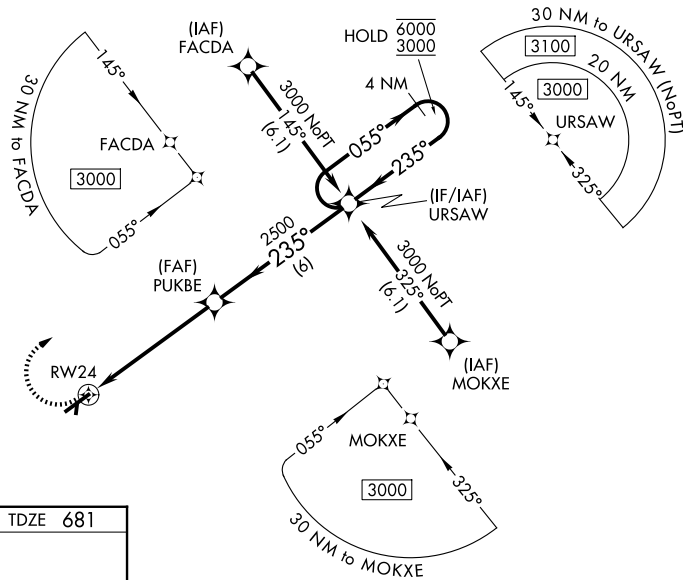 (IAF)
FACDA
HOLD
6000
3000
4 NM
30 NM to URSAW (NoPT)
3100
20 NM
3000
145°
URSAW
325°
145°
30 NM to FACDA
FACDA
3000
055°
3000 NoPT
145°
(6.1)
055°
235°
(IF/IAF)
URSAW
2500
235°
(6)
(FAF)
PUKBE
3000 NoPT
325°
(6.1)
(IAF)
MOKXE
RW24
055°
MOKXE
3000
325°
30 NM to MOKXE
TDZE 681